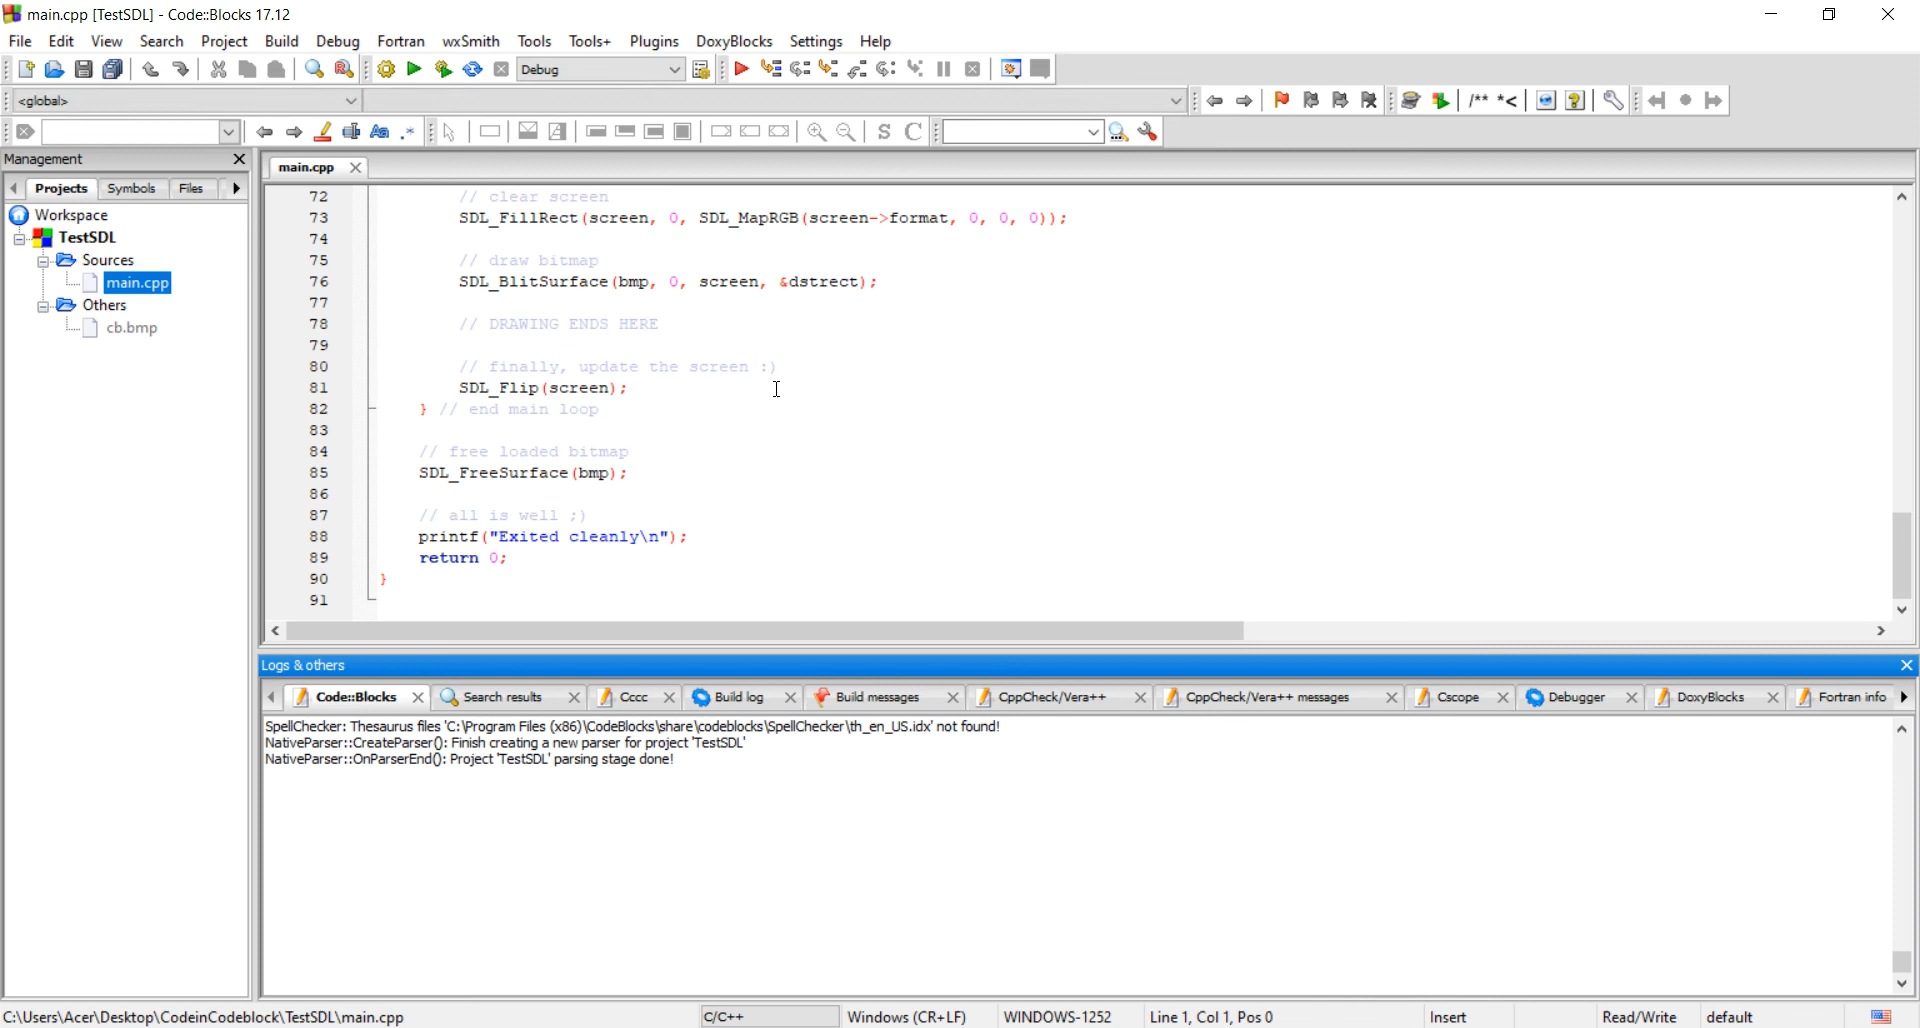 main.cpp [TestSDL] - Code::Blocks 17.12
File Edit View Search Project Build Debug Fortran wxSmith Tools Tools+ Plugins DoxyBlocks Settings Help
Debug
<global>
/** *<
Management
Projects Symbols Files
Workspace
TestSDL
Sources
main.cpp
Others
cb.bmp
main.cpp
72 // clear screen
73 SDL_FillRect(screen, 0, SDL_MapRGB(screen->format, 0, 0, 0));
74
75 // draw bitmap
76 SDL_BlitSurface(bmp, 0, screen, &dstrect);
77
78 // DRAWING ENDS HERE
79
80 // finally, update the screen :)
81 SDL_Flip(screen);
82 } // end main loop
83
84 // free loaded bitmap
85 SDL_FreeSurface(bmp);
86
87 // all is well ;)
88 printf("Exited cleanly\n");
89 return 0;
90 }
91
Logs & others
Code::Blocks Search results Cccc Build log Build messages CppCheck/Vera++ CppCheck/Vera++ messages Cscope Debugger DoxyBlocks Fortran info
SpellChecker: Thesaurus files 'C:\Program Files (x86)\CodeBlocks\share\codeblocks\SpellChecker\th_en_US.idx' not found!
NativeParser::CreateParser(): Finish creating a new parser for project 'TestSDL'
NativeParser::OnParserEnd(): Project 'TestSDL' parsing stage done!
C:\Users\Acer\Desktop\CodeinCodeblock\TestSDL\main.cpp C/C++ Windows (CR+LF) WINDOWS-1252 Line 1, Col 1, Pos 0 Insert Read/Write default